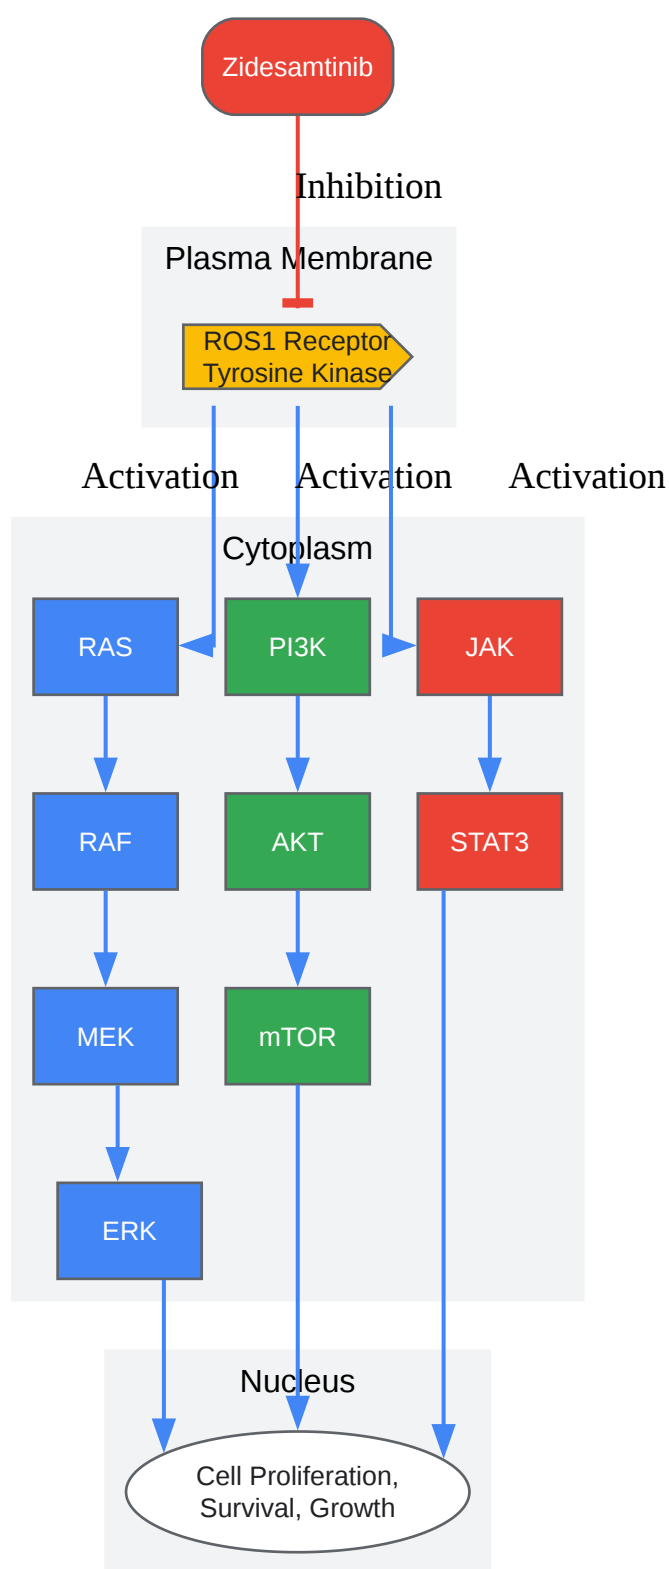 Zidesamtinib
Inhibition
Plasma Membrane
ROS1 Receptor
Tyrosine Kinase
Activation
Activation
Activation
Cytoplasm
RAS
PI3K
JAK
RAF
AKT
STAT3
MEK
mTOR
ERK
Nucleus
Cell Proliferation,
Survival, Growth